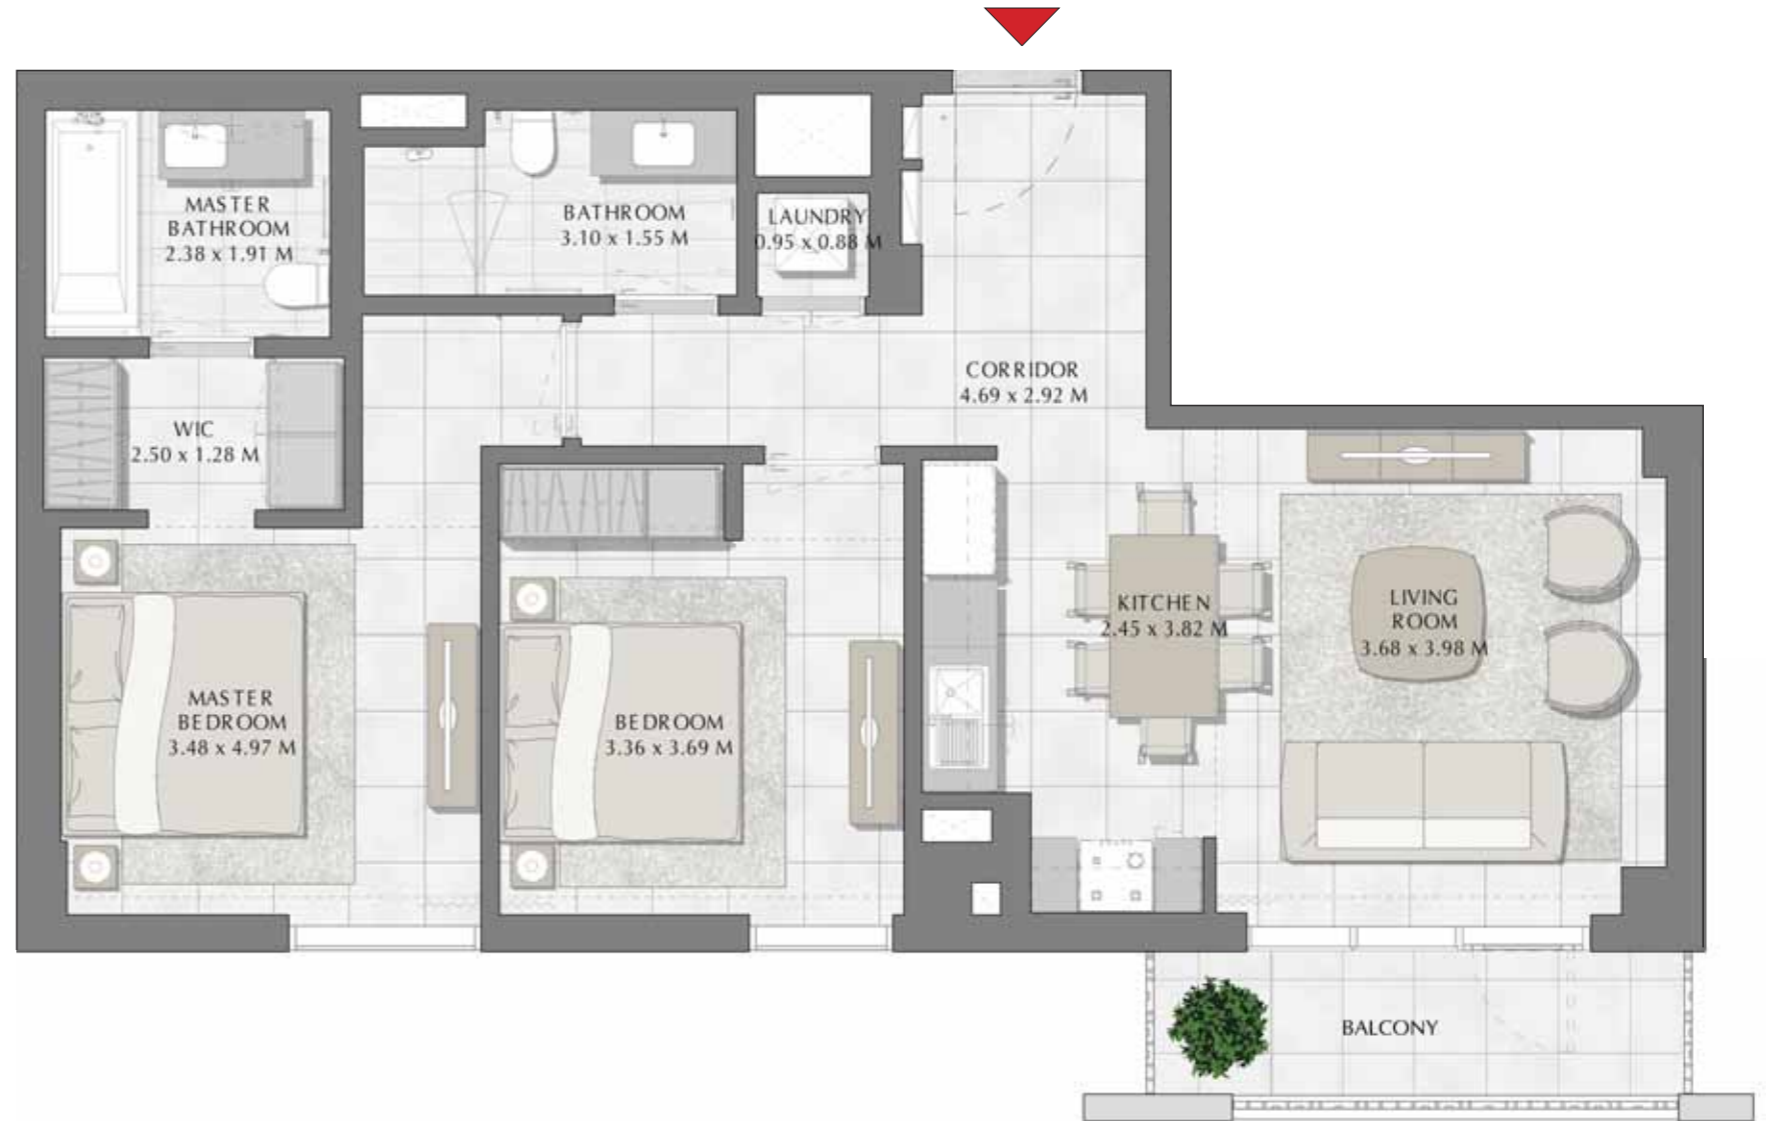 MASTER
BATHROOM
2.38 x 1.91 M
BATHROOM
3.10 x 1.55 M
LAUNDRY
0.95 x 0.88 M
CORRIDOR
4.69 x 2.92 M
WIC
2.50 x 1.28 M
KITCHEN
2.45 x 3.82 M
LIVING
ROOM
3.68 x 3.98 M
MASTER
BEDROOM
3.48 x 4.97 M
BEDROOM
3.36 x 3.69 M
BALCONY